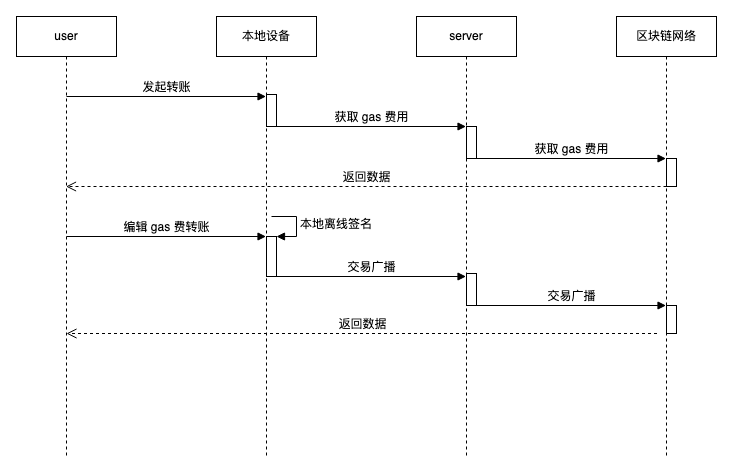 user
本地设备
server
区块链网络
发起转账
获取 gas 费用
获取 gas 费用
返回数据
本地离线签名
编辑 gas 费转账
交易广播
交易广播
返回数据